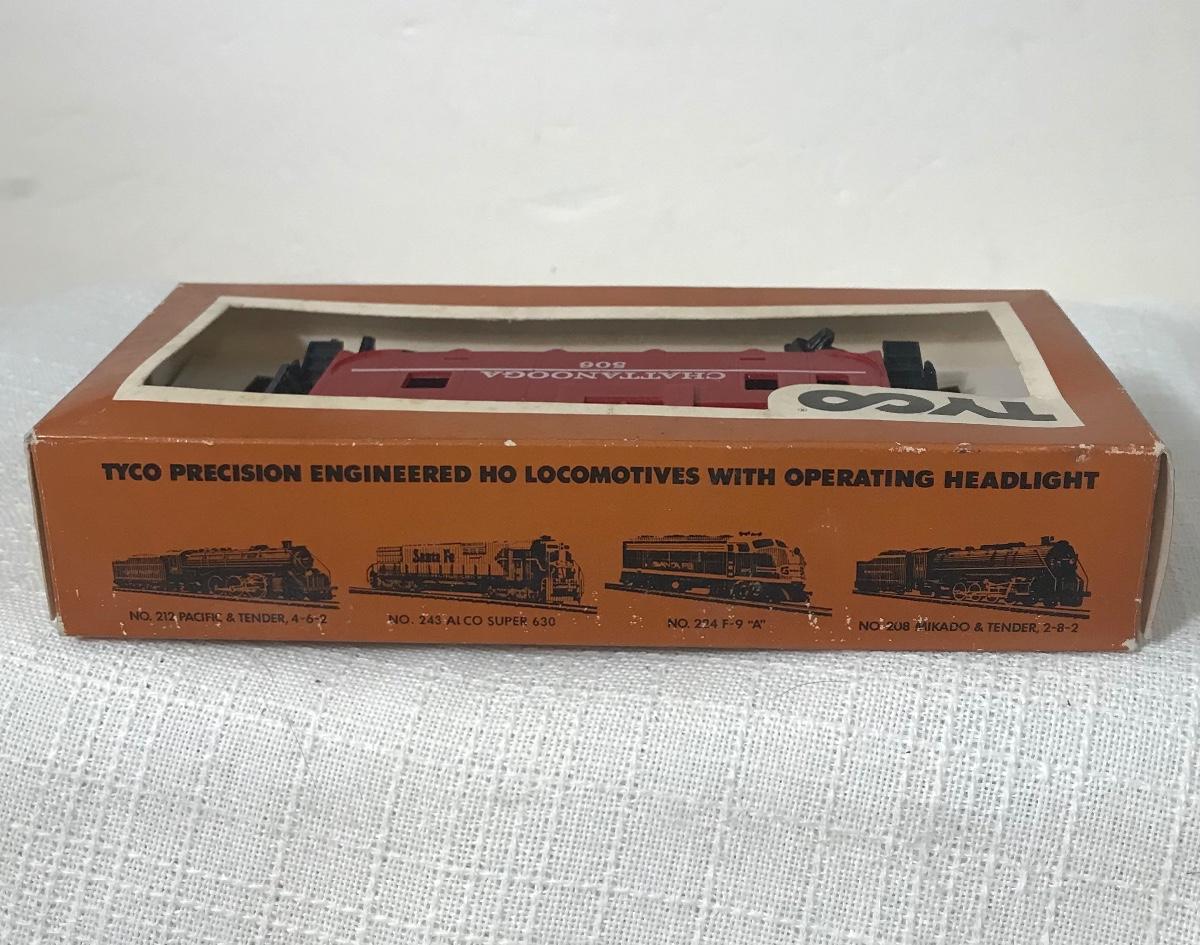 CHATTANOOGA
506
TYCO®
TYCO PRECISION ENGINEERED HO LOCOMOTIVES WITH OPERATING HEADLIGHT
Santa Fe
SANTA FE
NO. 212 PACIFIC & TENDER, 4-6-2
NO. 243 ALCO SUPER 630
NO. 224 F-9 "A"
NO. 208 MIKADO & TENDER, 2-8-2